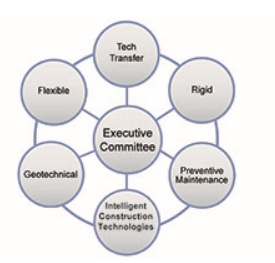 Tech
Transfer
Flexible
Rigid
Executive
Committee
Geotechnical
Preventive
Maintenance
Intelligent
Construction
Technologies